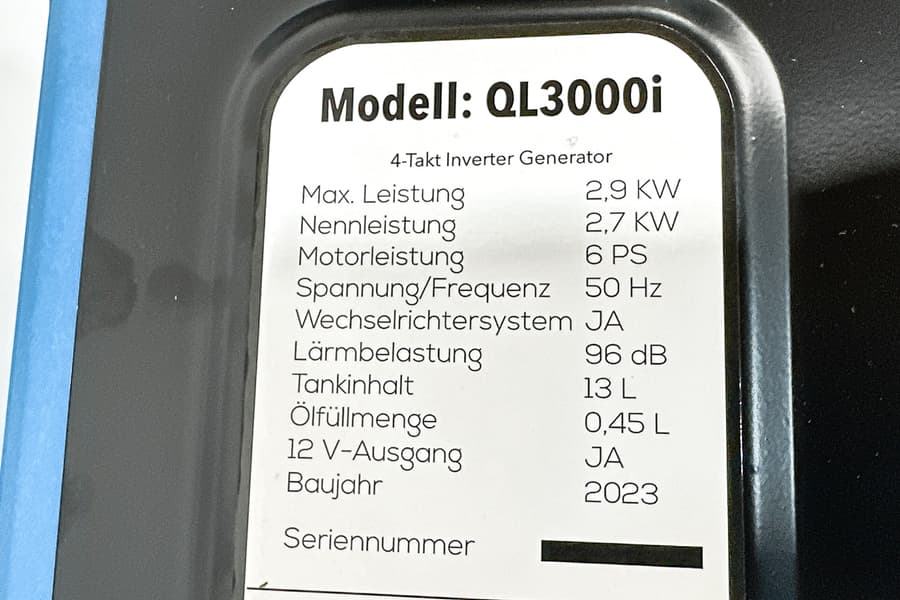 Modell: QL3000i
4-Takt Inverter Generator
Max. Leistung 2,9 KW
Nennleistung 2,7 KW
Motorleistung 6 PS
Spannung/Frequenz 50 Hz
Wechselrichtersystem JA
Lärmbelastung 96 dB
Tankinhalt 13 L
Ölfüllmenge 0,45 L
12 V-Ausgang JA
Baujahr 2023
Seriennummer